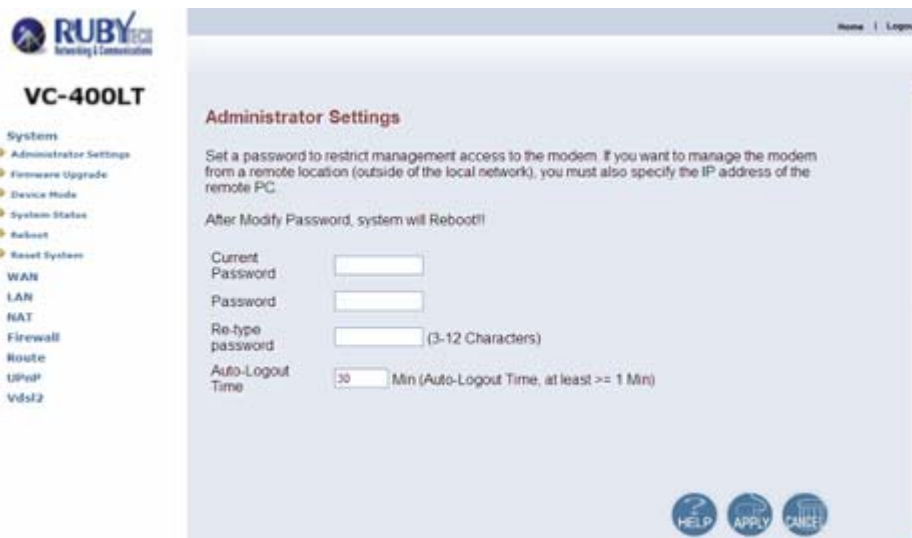 RUBYTECH
Networking & Communications
Home | Logou
VC-400LT
System
Administrator Settings
Firmware Upgrade
Device Mode
System Status
Reboot
Reset System
WAN
LAN
NAT
Firewall
Route
UPnP
Vdsl2
Administrator Settings
Set a password to restrict management access to the modem. If you want to manage the modem
from a remote location (outside of the local network), you must also specify the IP address of the
remote PC.
After Modify Password, system will Reboot!!
Current
Password
Password
Re-type
password
(3-12 Characters)
Auto-Logout
Time
30
Min (Auto-Logout Time, at least >= 1 Min)
HELP
APPLY
CANCEL